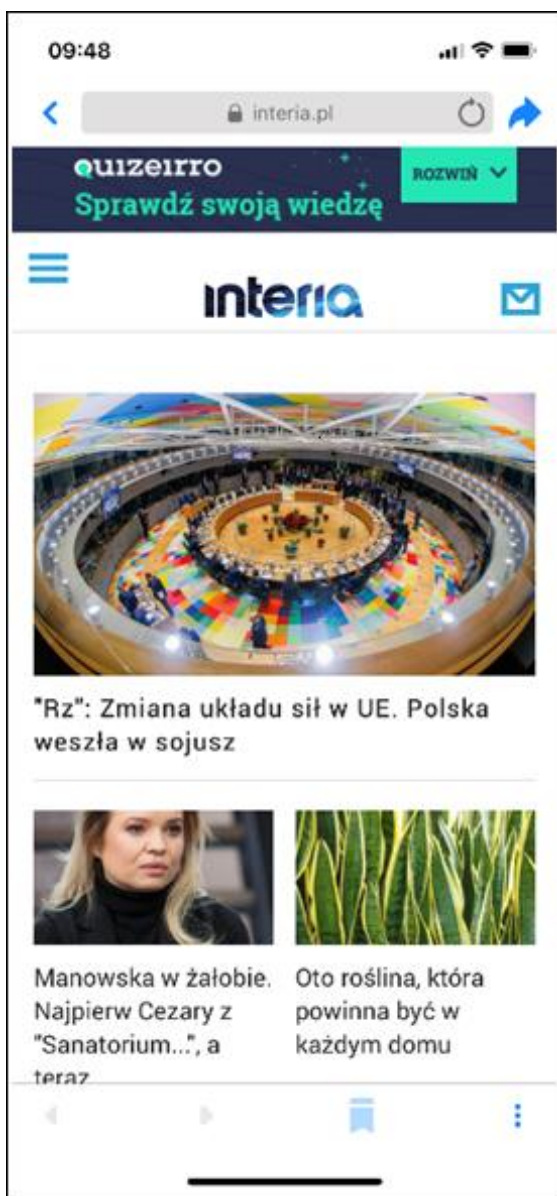 09:48
interia.pl
Quizeirro
ROZWIŃ
Sprawdź swoją wiedzę
interia
"Rz": Zmiana układu sił w UE. Polska
weszła w sojusz
Manowska w żałobie.
Najpierw Cezary z
"Sanatorium...", a
teraz
Oto roślina, która
powinna być w
każdym domu